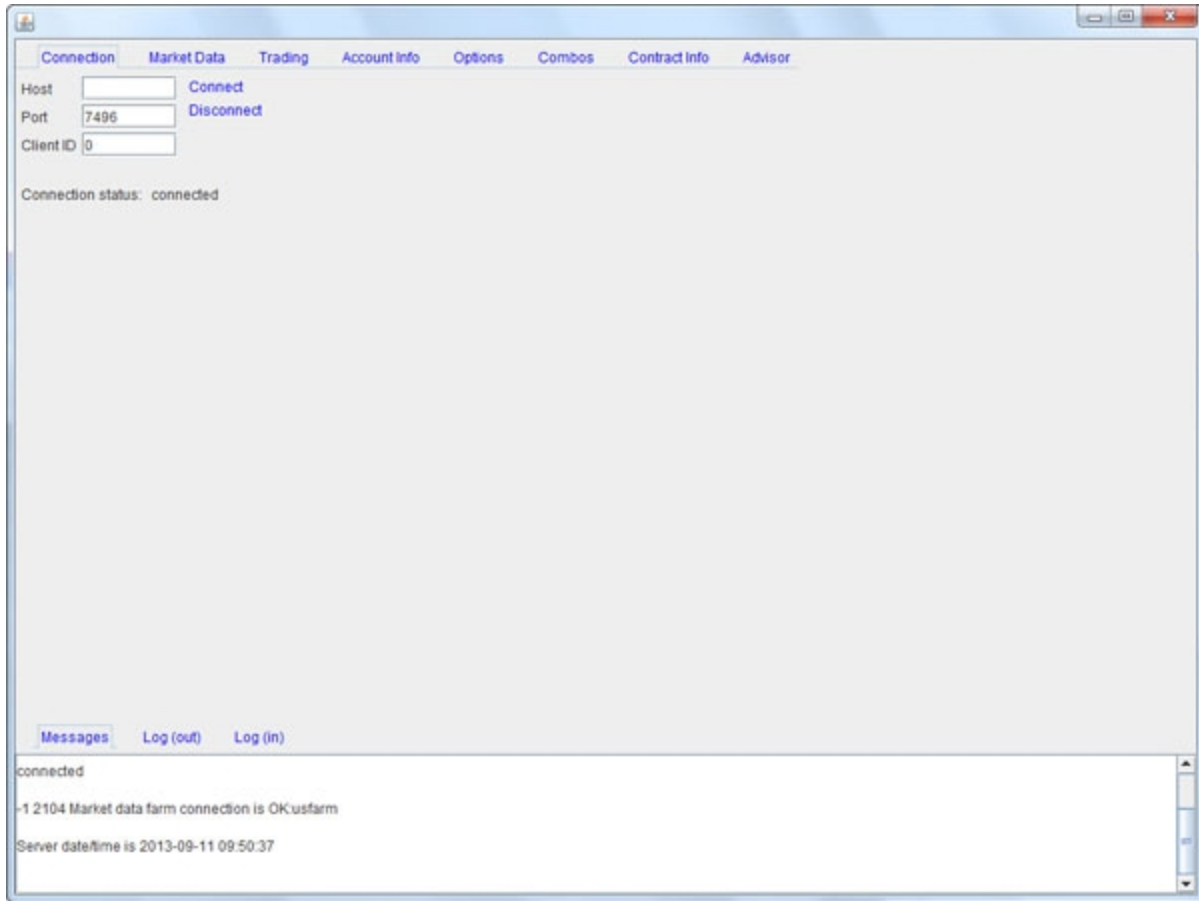 Connection Market Data Trading Account Info Options Combos Contract Info Advisor
Host Connect
Port 7496 Disconnect
Client ID 0
Connection status: connected
Messages Log (out) Log (in)
connected
-1 2104 Market data farm connection is OK:usfarm
Server date/time is 2013-09-11 09:50:37